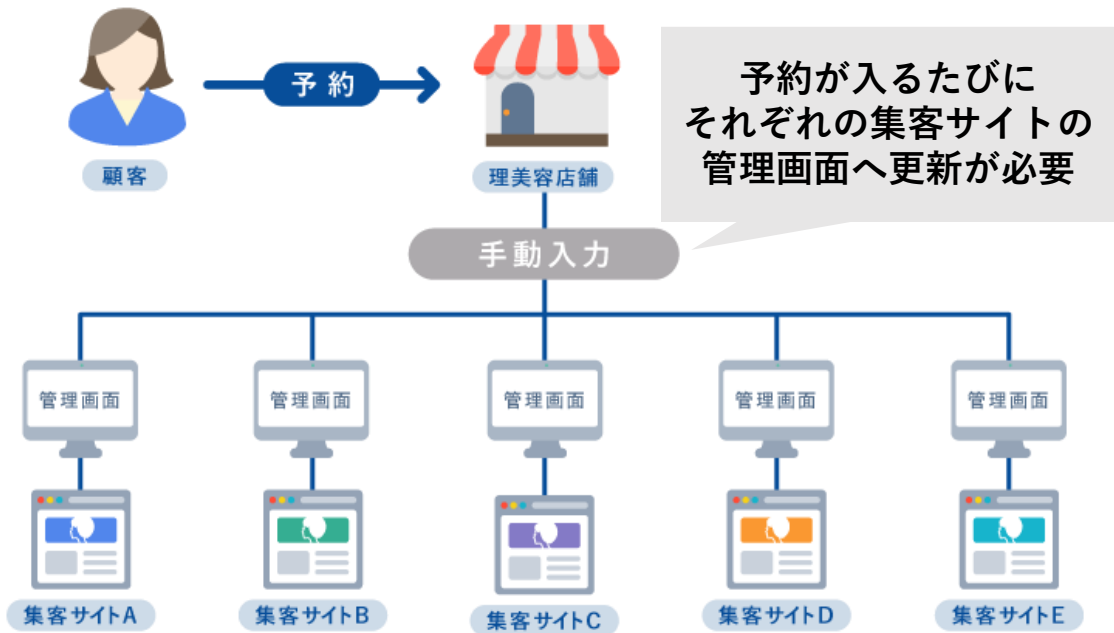 予約
予約が入るたびに
それぞれの集客サイトの
管理画面へ更新が必要
顧客
理美容店舗
手動入力
管理画面
管理画面
管理画面
管理画面
管理画面
集客サイトA
集客サイトB
集客サイトC
集客サイトD
集客サイトE